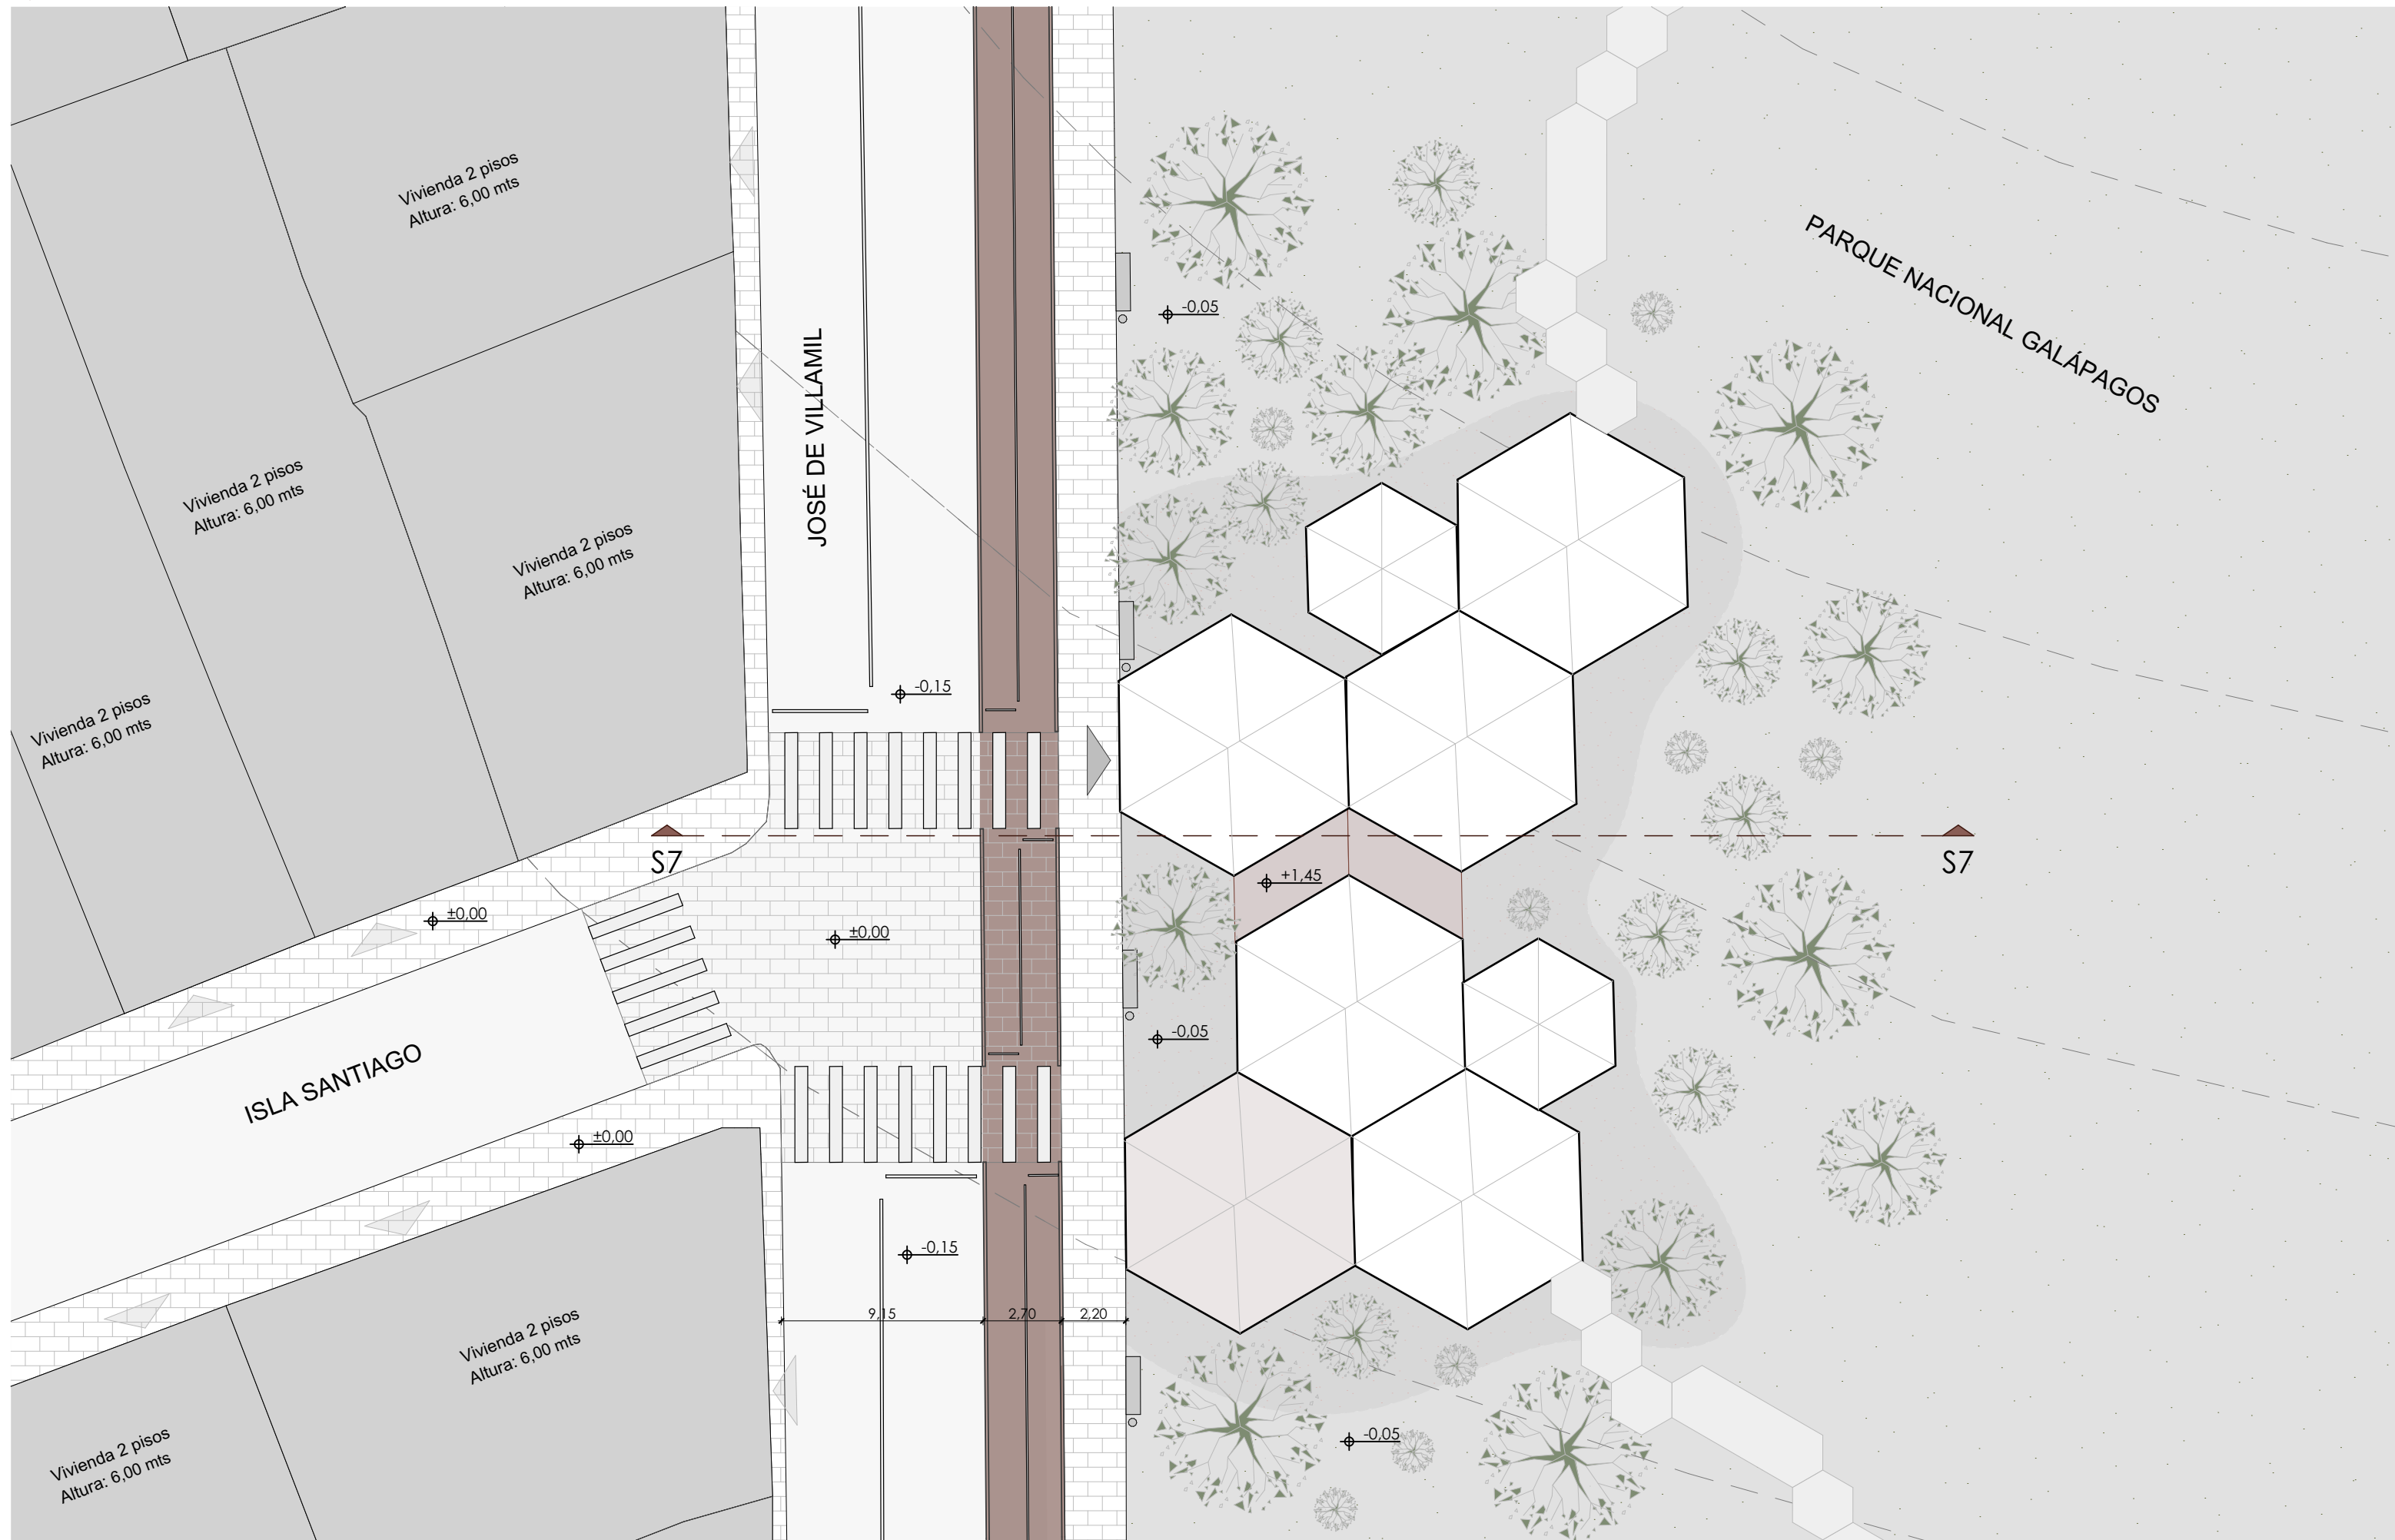 Vivienda 2 pisos
Altura: 6,00 mts
PARQUE NACIONAL GALÁPAGOS
-0,05
JOSÉ DE VILLAMIL
Vivienda 2 pisos
Altura: 6,00 mts
Vivienda 2 pisos
Altura: 6,00 mts
-0,15
Vivienda 2 pisos
Altura: 6,00 mts
S7
S7
+1,45
±0,00
±0,00
-0,05
ISLA SANTIAGO
±0,00
-0,15
9,15
2,70
2,20
Vivienda 2 pisos
Altura: 6,00 mts
-0,05
Vivienda 2 pisos
Altura: 6,00 mts